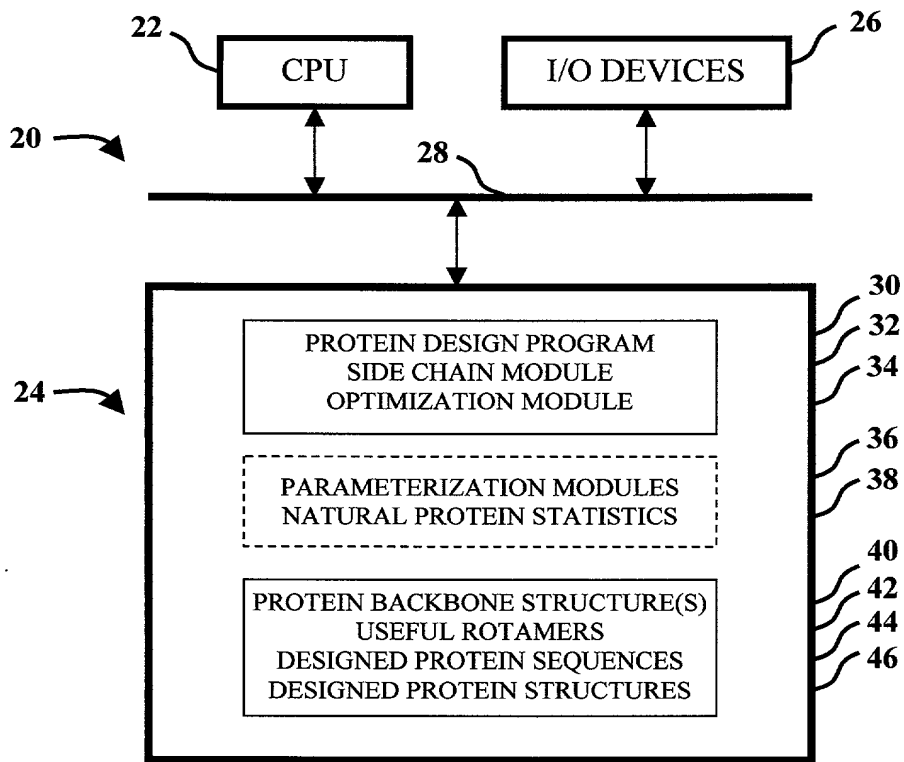 22
CPU
26
I/O DEVICES
20
28
24
30
PROTEIN DESIGN PROGRAM
32
SIDE CHAIN MODULE
34
OPTIMIZATION MODULE
36
PARAMETERIZATION MODULES
38
NATURAL PROTEIN STATISTICS
40
PROTEIN BACKBONE STRUCTURE(S)
42
USEFUL ROTAMERS
44
DESIGNED PROTEIN SEQUENCES
46
DESIGNED PROTEIN STRUCTURES